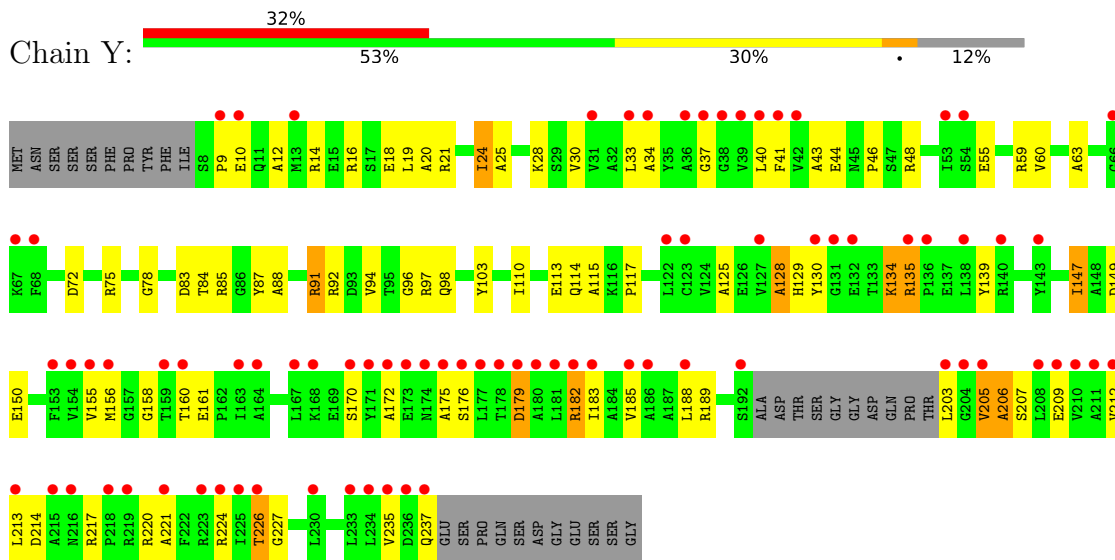 32%
Chain Y:
53% 30% • 12%
MET ASN SER SER SER PHE PRO TYR PHE ILE S8 P9 E10 Q11 A12 M13 R14 E15 R16 S17 E18 L19 A20 R21 I24 A25 K28 S29 V30 V31 A32 L33 A34 Y35 A36 G37 G38 V39 L40 F41 V42 A43 E44 N45 P46 S47 R48 I53 S54 E55 R59 V60 A63 G66
K67 F68 D72 R75 G78 D83 T84 R85 G86 Y87 A88 R91 R92 D93 V94 T95 G96 R97 Q98 Y103 I110 E113 Q114 A115 K116 P117 L122 C123 V124 A125 E126 V127 A128 H129 Y130 G131 E132 T133 K134 R135 P136 E137 L138 Y139 R140 Y143 I147 A148 D149
E150 F153 V154 V155 M156 G157 G158 T159 T160 E161 P162 I163 A164 L167 K168 E169 S170 Y171 A172 E173 N174 A175 S176 L177 T178 D179 A180 L181 R182 I183 A184 V185 A186 A187 L188 R189 S192 ALA ASP THR SER GLY GLY ASP GLN PRO THR L203 G204 V205 A206 S207 L208 E209 V210 A211 V212
L213 D214 A215 N216 R217 P218 R219 R220 A221 F222 R223 R224 I225 T226 G227 L230 L233 L234 V235 D236 Q237 GLU SER PRO GLN SER ASP GLY GLU SER SER GLY